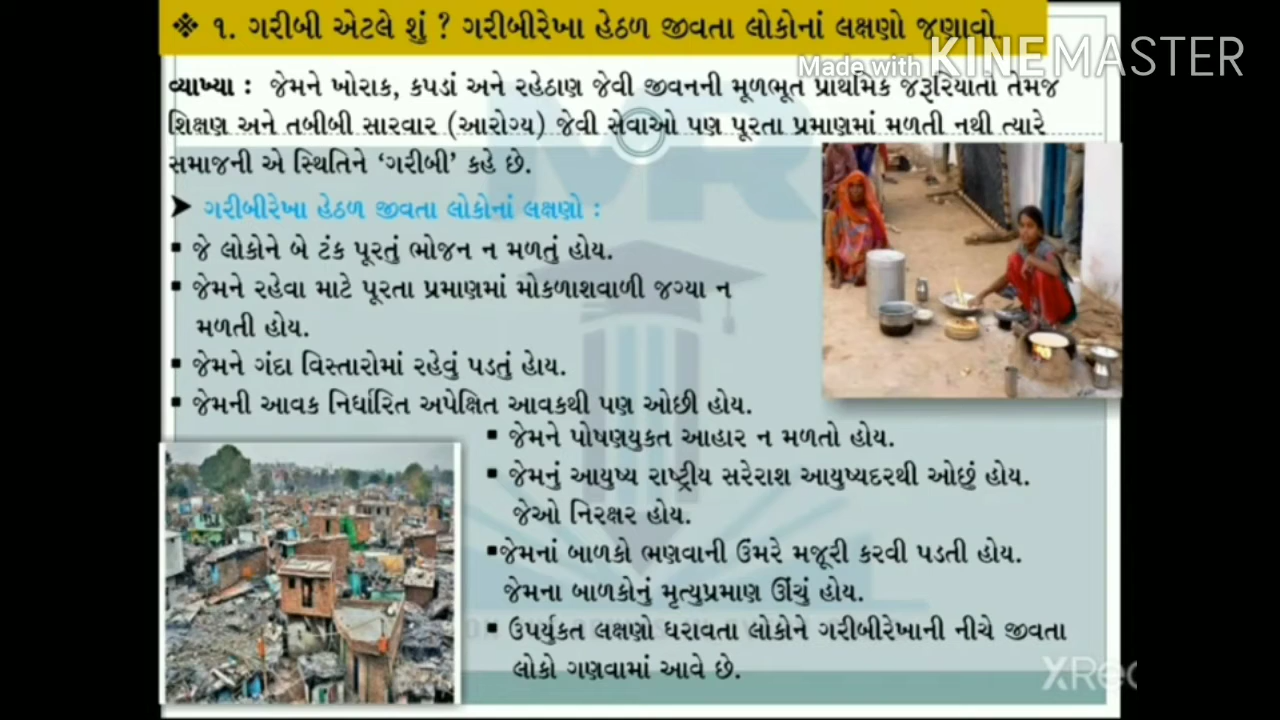 ❖ ૧. ગરીબી એટલે શું ? ગરીબીરેખા હેઠળ જીવતા લોકોનાં લક્ષણો જણાવો.
Made with KINEMASTER
વ્યાખ્યા : જેમને ખોરાક, કપડાં અને રહેઠાણ જેવી જીવનની મૂળભૂત પ્રાથમિક જરૂરિયાતો તેમજ
શિક્ષણ અને તબીબી સારવાર (આરોગ્ય) જેવી સેવાઓ પણ પૂરતા પ્રમાણમાં મળતી નથી ત્યારે
સમાજની એ સ્થિતિને ‘ગરીબી’ કહે છે.
➤ ગરીબીરેખા હેઠળ જીવતા લોકોનાં લક્ષણો :
▪ જે લોકોને બે ટંક પૂરતું ભોજન ન મળતું હોય.
▪ જેમને રહેવા માટે પૂરતા પ્રમાણમાં મોકળાશવાળી જગ્યા ન
મળતી હોય.
▪ જેમને ગંદા વિસ્તારોમાં રહેવું પડતું હોય.
▪ જેમની આવક નિર્ધારિત અપેક્ષિત આવકથી પણ ઓછી હોય.
▪ જેમને પોષણયુકત આહાર ન મળતો હોય.
▪ જેમનું આયુષ્ય રાષ્ટ્રીય સરેરાશ આયુષ્યદરથી ઓછું હોય.
જેઓ નિરક્ષર હોય.
▪જેમનાં બાળકો ભણવાની ઉંમરે મજૂરી કરવી પડતી હોય.
જેમના બાળકોનું મૃત્યુપ્રમાણ ઊંચું હોય.
▪ ઉપર્યુકત લક્ષણો ધરાવતા લોકોને ગરીબીરેખાની નીચે જીવતા
લોકો ગણવામાં આવે છે.